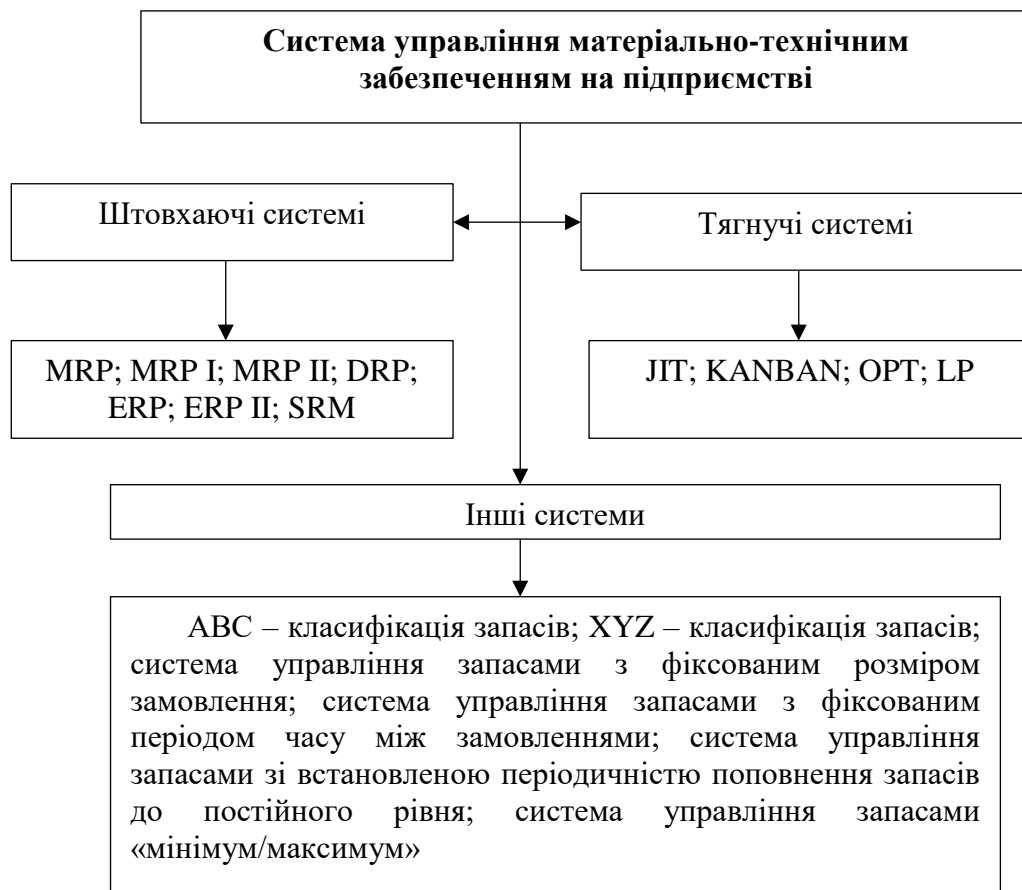 Система управління матеріально-технічним
забезпеченням на підприємстві
Штовхаючі системі
Тягнучі системі
MRP; MRP I; MRP II; DRP;
ERP; ERP II; SRM
JIT; KANBAN; OPT; LP
Інші системи
ABC – класифікація запасів; XYZ – класифікація запасів;
система управління запасами з фіксованим розміром
замовлення; система управління запасами з фіксованим
періодом часу між замовленнями; система управління
запасами зі встановленою періодичністю поповнення запасів
до постійного рівня; система управління запасами
«мінімум/максимум»